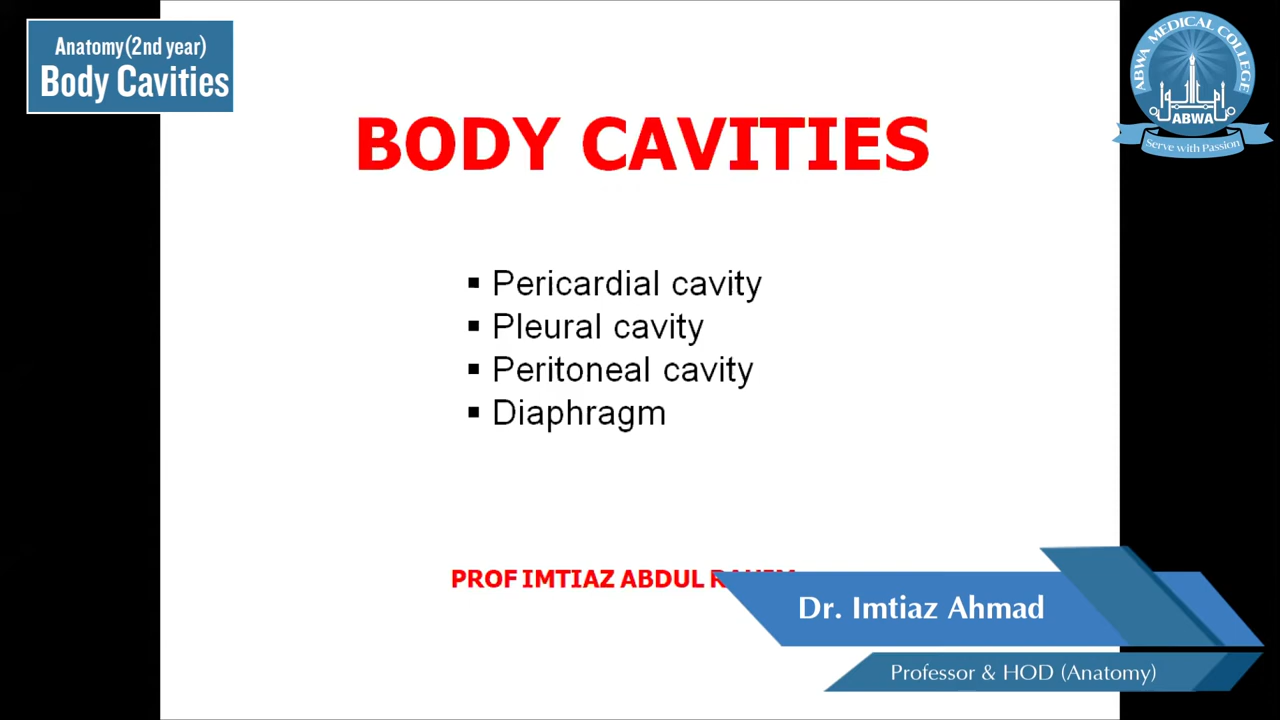 Anatomy(2nd year)
Body Cavities
ABWA MEDICAL COLLEGE
ABWA
Serve with Passion
BODY CAVITIES
▪ Pericardial cavity
▪ Pleural cavity
▪ Peritoneal cavity
▪ Diaphragm
PROF IMTIAZ ABDUL
Dr. Imtiaz Ahmad
Professor & HOD (Anatomy)